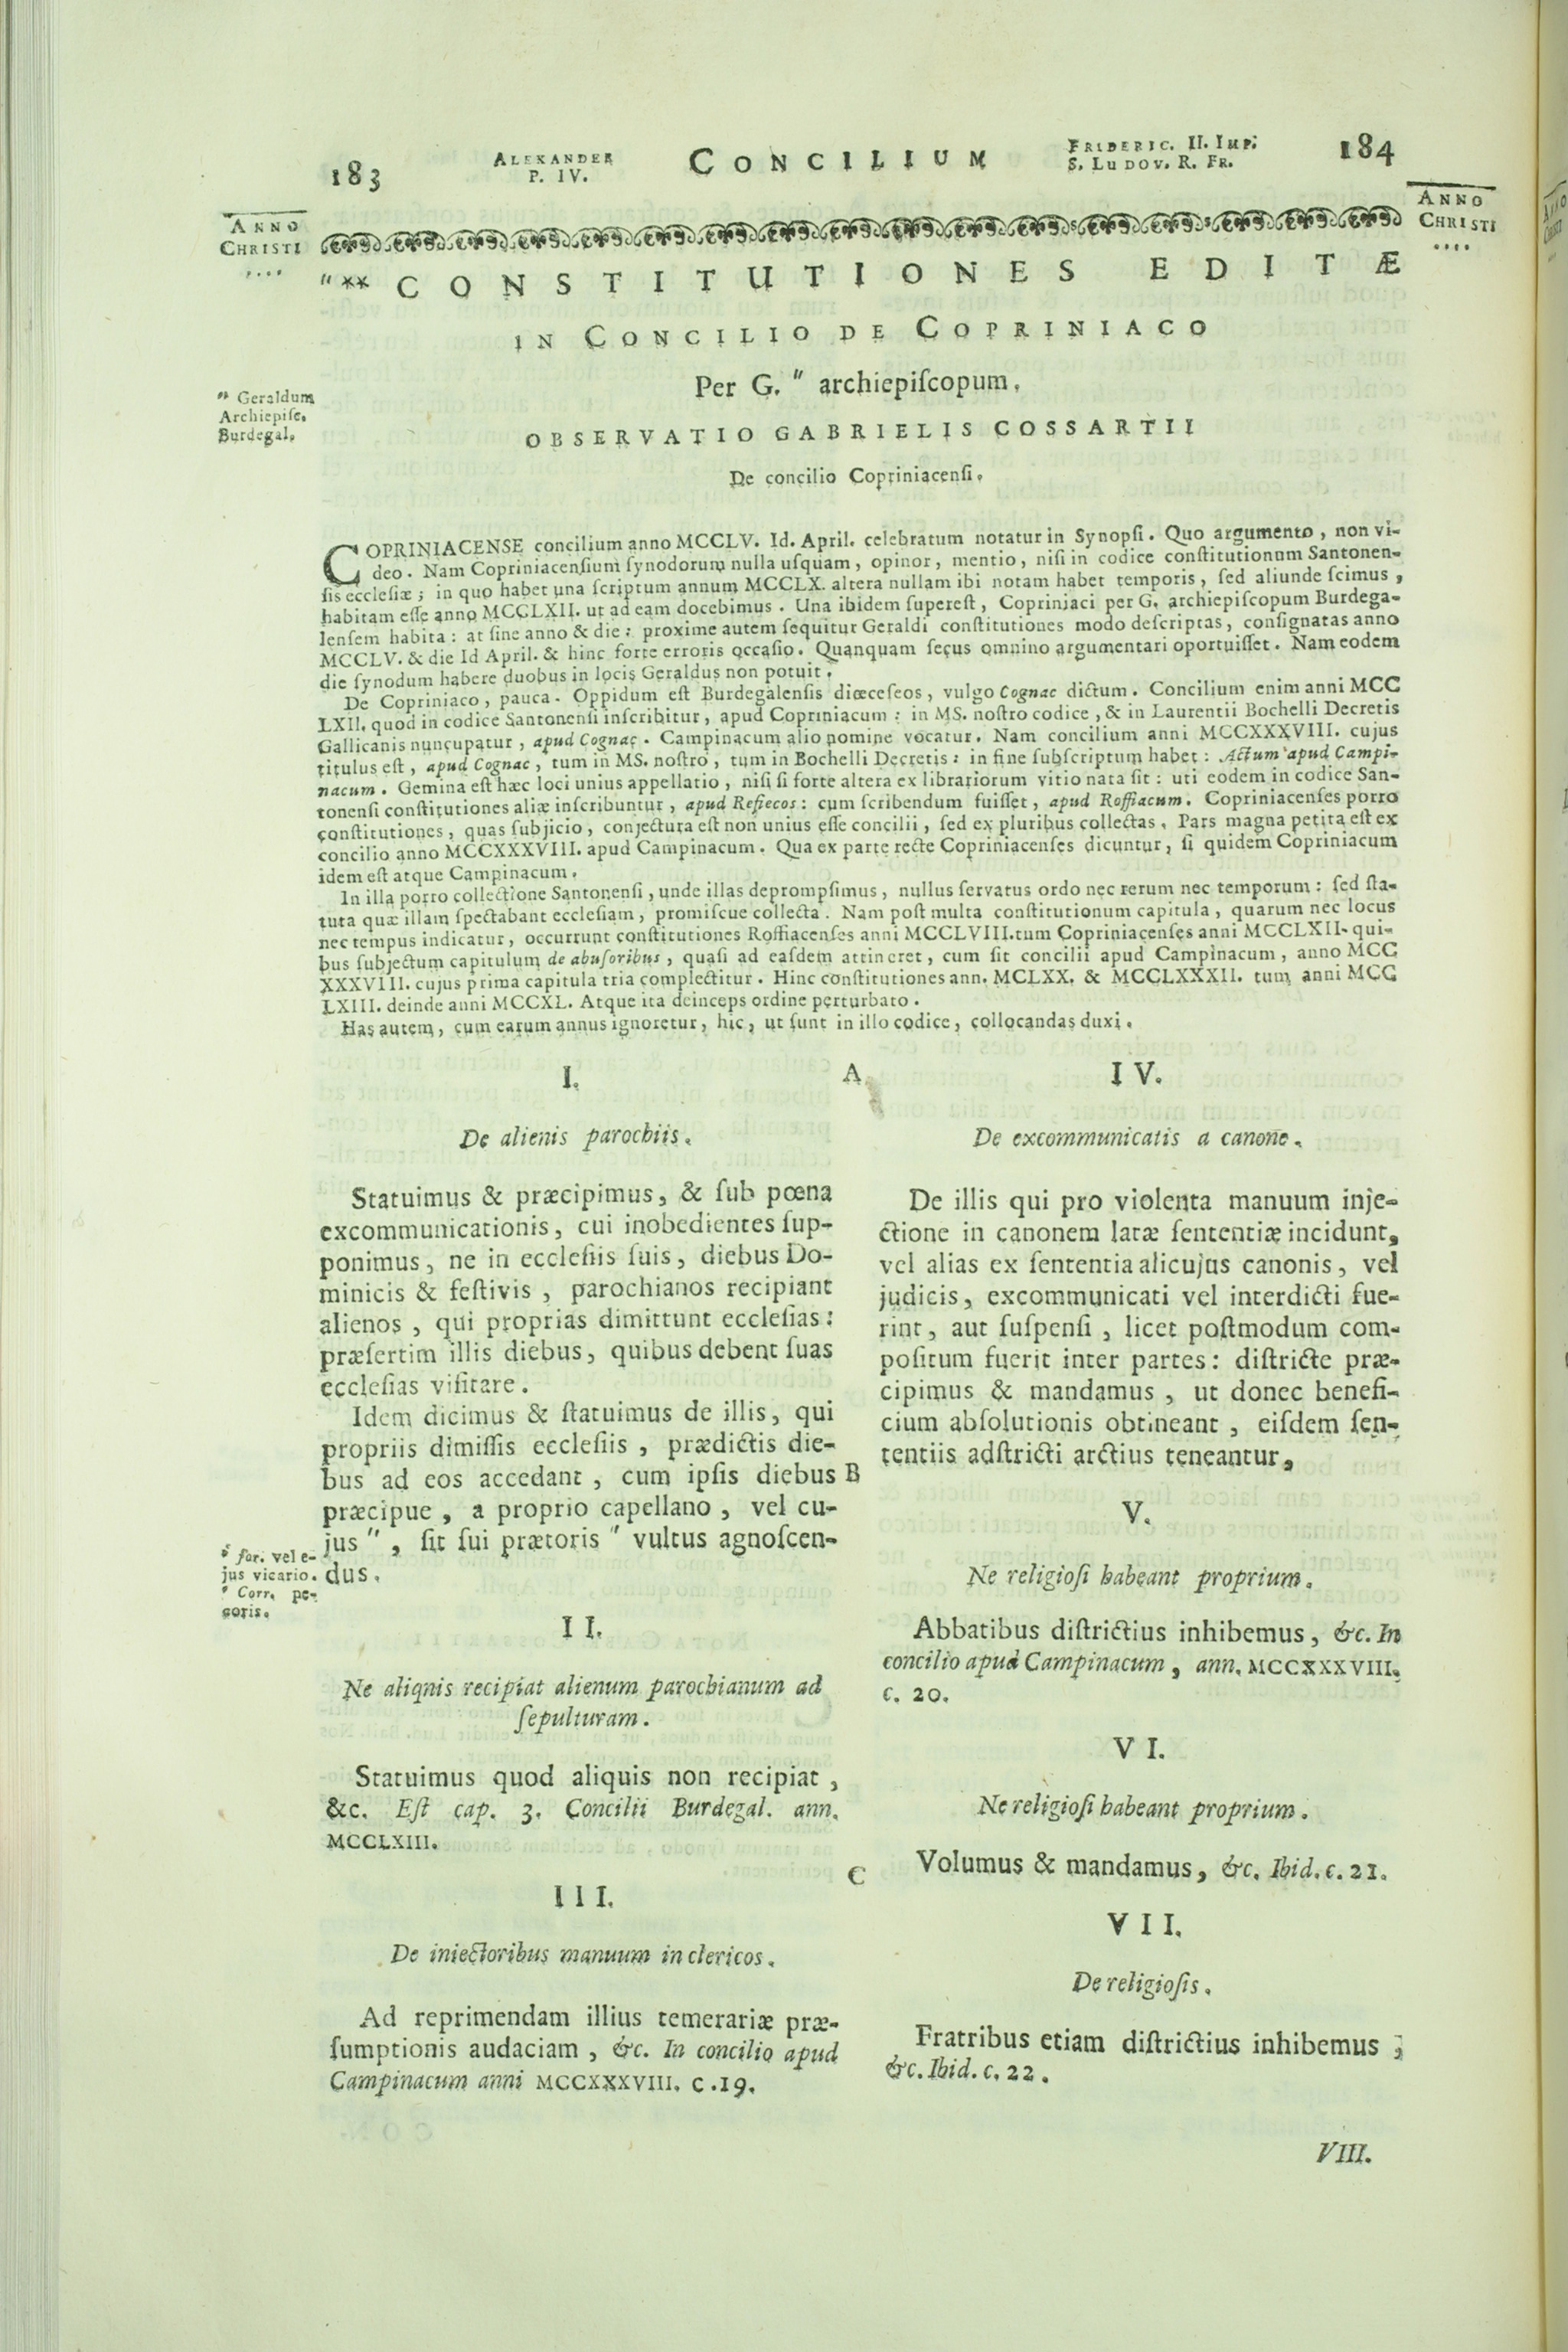 183
ALEXANDER
P. IV.
CONCILIUM
FRIDERIC. II. IMP.
S. LUDOV. R. FR.
184
ANNO
CHRISTI
....
ANNO
CHRISTI
....
" ** CONSTITUTIONES EDITÆ
IN CONCILIO DE COPRINIACO
Per G. " archiepiſcopum.
" Geraldum
Archiepiſc.
Burdegal.
OBSERVATIO GABRIELIS COSSARTII
De concilio Copriniacenſi.
COPRINIACENSE concilium anno MCCLV. Id. April. celebratum notatur in Synopſi. Quo argumento, non vi-
deo. Nam Copriniacenſium ſynodorum nulla uſquam, opinor, mentio, niſi in codice conſtitutionum Santonen-
ſis eccleſiæ; in quo habet una ſcriptum annum MCCLX. altera nullam ibi notam habet temporis, ſed aliunde ſcimus,
habitam eſſe anno MCCLXII. ut ad eam docebimus. Una ibidem ſupereſt, Copriniaci per G. archiepiſcopum Burdega-
lenſem habita: at ſine anno & die: proxime autem ſequitur Geraldi conſtitutiones modo deſcriptas, conſignatas anno
MCCLV. & die Id April. & hinc forte erroris occaſio. Quanquam ſecus omnino argumentari oportuiſſet. Nam eodem
die ſynodum habere duobus in locis Geraldus non potuit.
De Copriniaco, pauca. Oppidum eſt Burdegalenſis diœceſeos, vulgo Cognac dictum. Concilium enim anni MCC
LXII. quod in codice Santonenſi inſcribitur, apud Copriniacum: in MS. noſtro codice, & in Laurentii Bochelli Decretis
Gallicanis nuncupatur, apud Cognac. Campinacum alio nomine vocatur. Nam concilium anni MCCXXXVIII. cujus
titulus eſt, apud Cognac, tum in MS. noſtro, tum in Bochelli Decretis: in fine ſubſcriptum habet: Actum apud Campi-
nacum. Gemina eſt hæc loci unius appellatio, niſi ſi forte altera ex librariorum vitio nata ſit: uti eodem in codice San-
tonenſi conſtitutiones aliæ inſcribuntur, apud Refiecos: cum ſcribendum fuiſſet, apud Roffiacum. Copriniacenſes porro
conſtitutiones, quas ſubjicio, conjectura eſt non unius eſſe concilii, ſed ex pluribus collectas. Pars magna petita eſt ex
concilio anno MCCXXXVIII. apud Campinacum. Qua ex parte recte Copriniacenſes dicuntur, ſi quidem Copriniacum
idem eſt atque Campinacum.
In illa porro collectione Santonenſi, unde illas deprompſimus, nullus ſervatus ordo nec rerum nec temporum: ſed ſta-
tuta quæ illam ſpectabant eccleſiam, promiſcue collecta. Nam poſt multa conſtitutionum capitula, quarum nec locus
nec tempus indicatur, occurrunt conſtitutiones Roffiacenſes anni MCCLVIII. tum Copriniacenſes anni MCCLXII. qui-
bus ſubjectum capitulum de abuſoribus, quaſi ad eaſdem attineret, cum ſit concilii apud Campinacum, anno MCC
XXXVIII. cujus prima capitula tria complectitur. Hinc conſtitutiones ann. MCLXX. & MCCLXXXII. tum anni MCC
LXIII. deinde anni MCCXL. Atque ita deinceps ordine perturbato.
Has autem, cum earum annus ignoretur, hic, ut ſunt in illo codice, collocandas duxi.
I.
De alienis parochiis.
Statuimus & præcipimus, & ſub pœna
excommunicationis, cui inobedientes ſup-
ponimus, ne in eccleſiis ſuis, diebus Do-
minicis & feſtivis, parochianos recipiant
alienos, qui proprias dimittunt eccleſias:
præſertim illis diebus, quibus debent ſuas
eccleſias viſitare.
Idem dicimus & ſtatuimus de illis, qui
propriis dimiſſis eccleſiis, prædictis die-
bus ad eos accedant, cum ipſis diebus
præcipue, a proprio capellano, vel cu-
jus ", ſit ſui prætoris " vultus agnoſcen-
dus.
" for. vel e-
jus vicario.
" Corr. pe-
coris.
II.
Ne aliqnis recipiat alienum parochianum ad
ſepulturam.
Statuimus quod aliquis non recipiat,
&c. Eſt cap. 3. Concilii Burdegal. ann.
MCCLXIII.
III.
De iniectoribus manuum in clericos.
Ad reprimendam illius temerariæ præ-
ſumptionis audaciam, &c. In concilio apud
Campinacum anni MCCXXXVIII. c. 19.
A
B
C
IV.
De excommunicatis a canone.
De illis qui pro violenta manuum inje-
ctione in canonem latæ ſententiæ incidunt,
vel alias ex ſententia alicujus canonis, vel
judicis, excommunicati vel interdicti fue-
rint, aut ſuſpenſi, licet poſtmodum com-
poſitum fuerit inter partes: diſtricte præ-
cipimus & mandamus, ut donec benefi-
cium abſolutionis obtineant, eiſdem ſen-
tentiis adſtricti arctius teneantur.
V.
Ne religioſi habeant proprium.
Abbatibus diſtrictius inhibemus, &c. In
concilio apud Campinacum, ann. MCCXXXVIII.
c. 20.
VI.
Ne religioſi habeant proprium.
Volumus & mandamus, &c. Ibid. c. 21.
VII.
De religioſis.
Fratribus etiam diſtrictius inhibemus;
&c. Ibid. c. 22.
VIII.